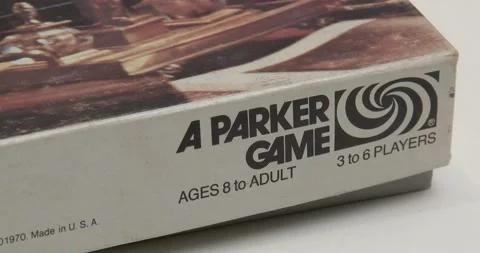 A PARKER
GAME ®
AGES 8 to ADULT
3 to 6 PLAYERS
©1970. Made in U. S. A.